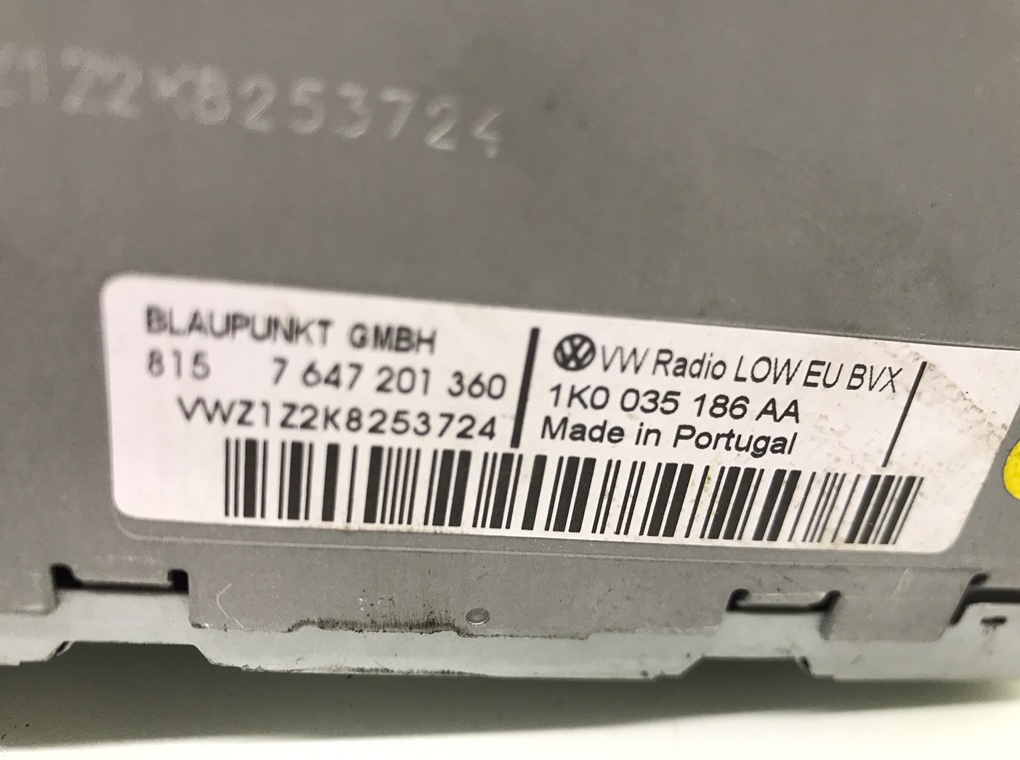 Z1Z2K8253724
BLAUPUNKT GMBH
815 7 647 201 360
VWZ1Z2K8253724
VW Radio LOW EU BVX
1K0 035 186 AA
Made in Portugal